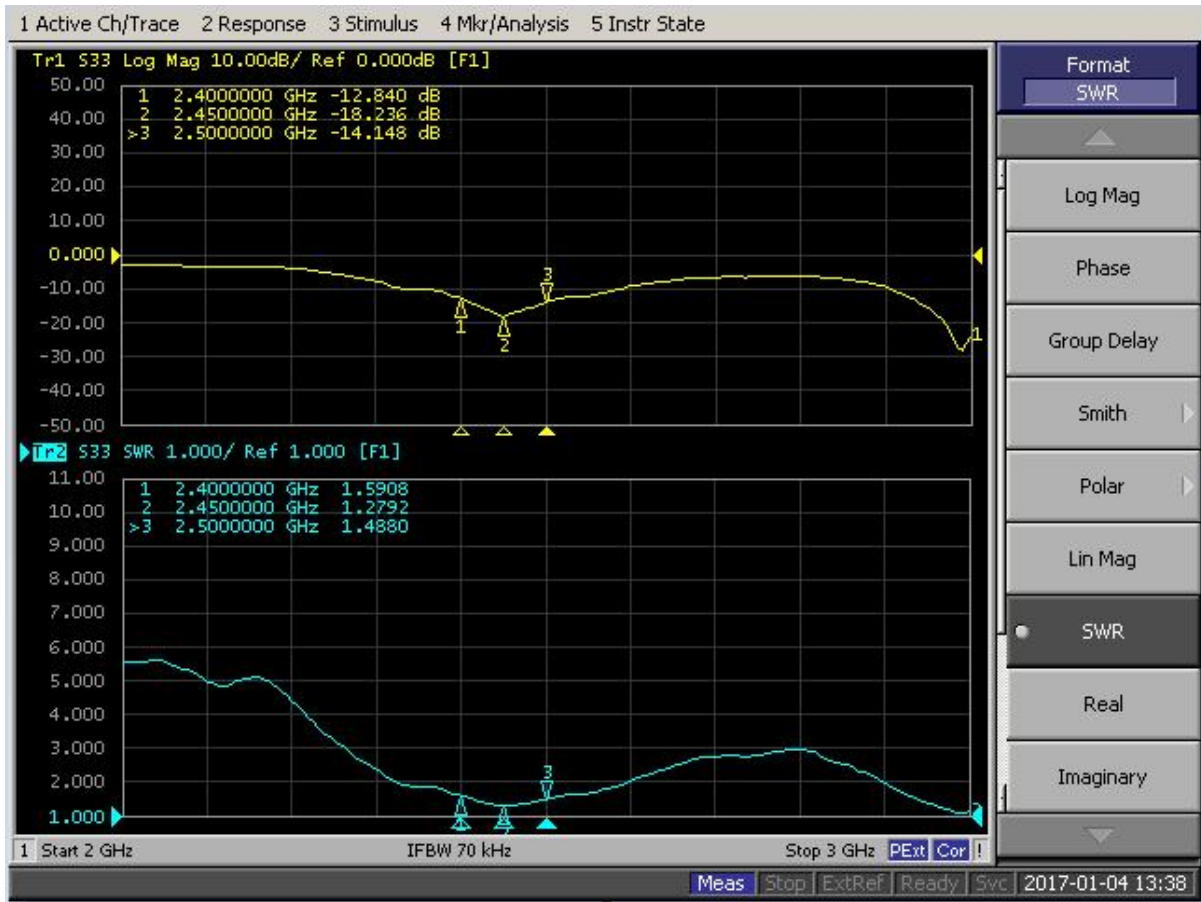 1 Active Ch/Trace 2 Response 3 Stimulus 4 Mkr/Analysis 5 Instr State
Tr1 S33 Log Mag 10.00dB/ Ref 0.000dB [F1]
50.00
1 2.4000000 GHz -12.840 dB
2 2.4500000 GHz -18.236 dB
>3 2.5000000 GHz -14.148 dB
40.00
30.00
20.00
10.00
0.000
-10.00
-20.00
-30.00
-40.00
-50.00
3
1
2
1
Tr2 S33 SWR 1.000/ Ref 1.000 [F1]
11.00
1 2.4000000 GHz 1.5908
2 2.4500000 GHz 1.2792
>3 2.5000000 GHz 1.4880
10.00
9.000
8.000
7.000
6.000
5.000
4.000
3.000
2.000
1.000
3
1 Start 2 GHz IFBW 70 kHz Stop 3 GHz PExt Cor !
Meas Stop ExtRef Ready Svc 2017-01-04 13:38
Format
SWR
Log Mag
Phase
Group Delay
Smith
Polar
Lin Mag
SWR
Real
Imaginary